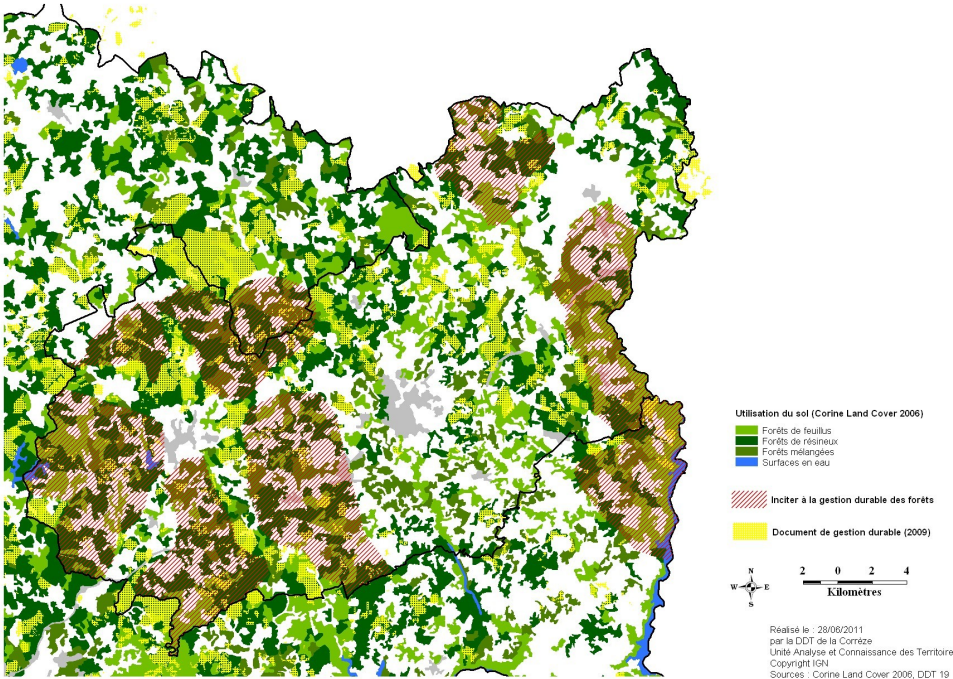 Utilisation du sol (Corine Land Cover 2006)
Forêts de feuillus
Forêts de résineux
Forêts mélangées
Surfaces en eau
Inciter à la gestion durable des forêts
Document de gestion durable (2009)
N
W E
S
2 0 2 4
Kilomètres
Réalisé le : 28/06/2011
par la DDT de la Corrèze
Unité Analyse et Connaissance des Territoire
Copyright IGN
Sources : Corine Land Cover 2006, DDT 19